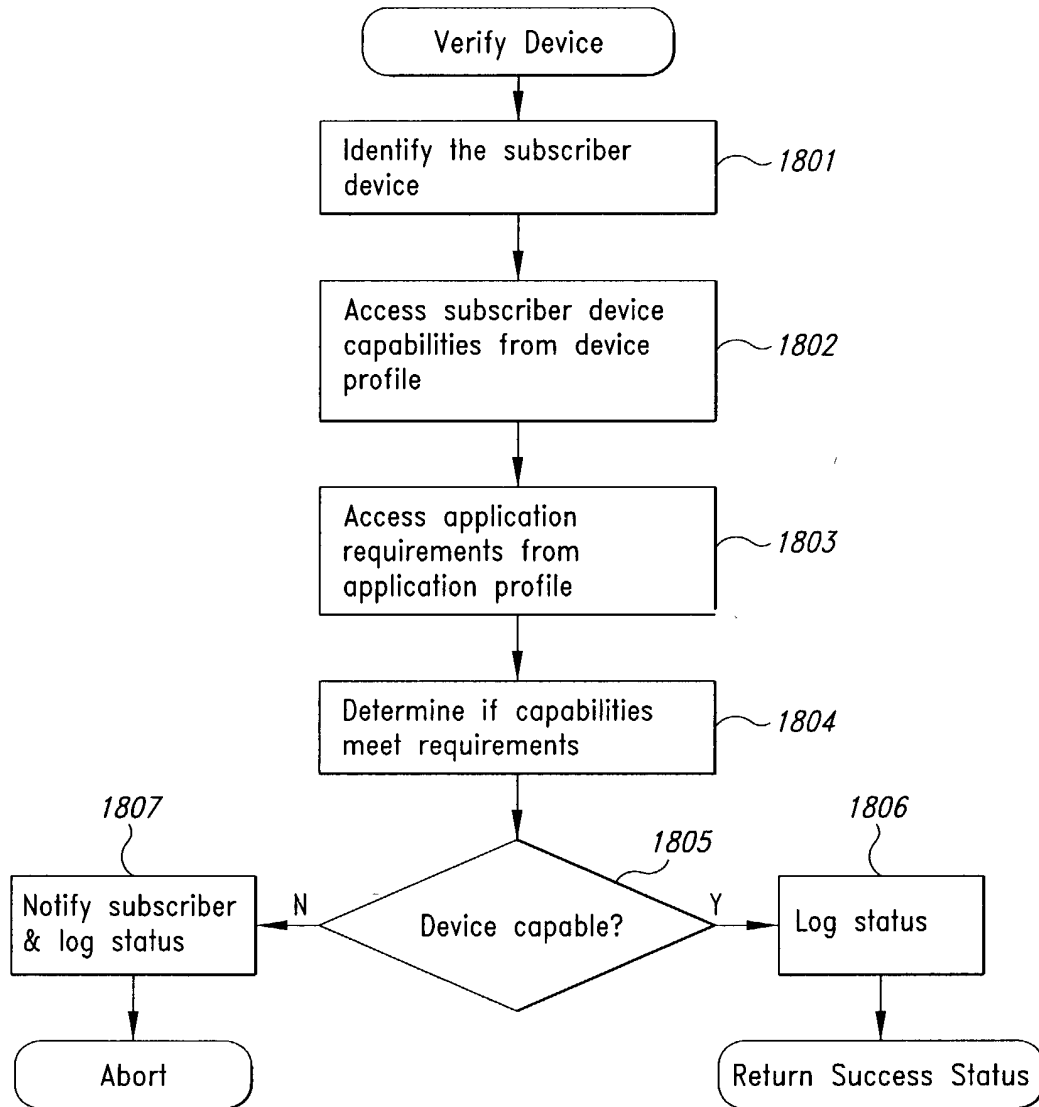 Verify Device
Identify the subscriber
device
1801
Access subscriber device
capabilities from device
profile
1802
Access application
requirements from
application profile
1803
Determine if capabilities
meet requirements
1804
1807
1805
1806
Notify subscriber
& log status
N
Device capable?
Y
Log status
Abort
Return Success Status